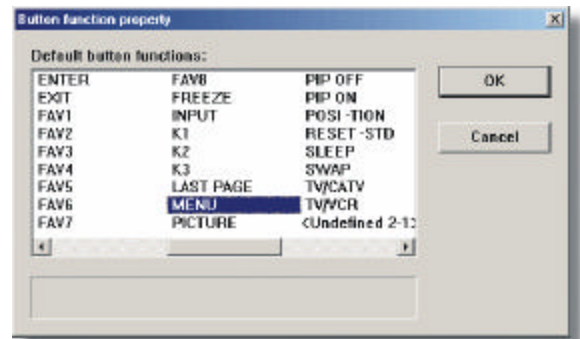 Button function property
Default button functions:
ENTER FAV8 PIP OFF
EXIT FREEZE PIP ON
FAV1 INPUT POSI-TION
FAV2 K1 RESET-STD
FAV3 K2 SLEEP
FAV4 K3 SWAP
FAV5 LAST PAGE TV/CATV
FAV6 MENU TV/VCR
FAV7 PICTURE <Undefined 2-1>
OK
Cancel